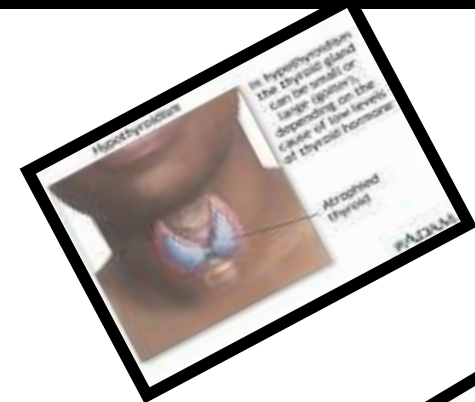 Hypothyroidism
In hypothyroidism
the thyroid gland
can be small or
large (goiter),
depending on the
cause of low levels
of thyroid hormone
Atrophied
thyroid
ADAM